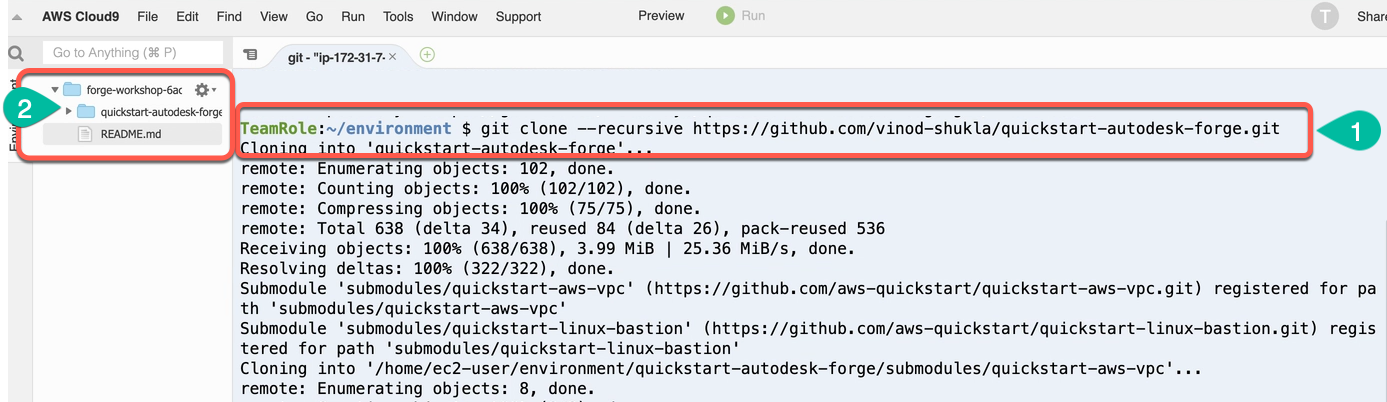 AWS Cloud9 File Edit Find View Go Run Tools Window Support Preview Run T Share
Go to Anything (⌘ P)
git - "ip-172-31-7-
forge-workshop-6ac
2
quickstart-autodesk-forge
README.md
TeamRole:~/environment $ git clone --recursive https://github.com/vinod-shukla/quickstart-autodesk-forge.git
1
Cloning into 'quickstart-autodesk-forge'...
remote: Enumerating objects: 102, done.
remote: Counting objects: 100% (102/102), done.
remote: Compressing objects: 100% (75/75), done.
remote: Total 638 (delta 34), reused 84 (delta 26), pack-reused 536
Receiving objects: 100% (638/638), 3.99 MiB | 25.36 MiB/s, done.
Resolving deltas: 100% (322/322), done.
Submodule 'submodules/quickstart-aws-vpc' (https://github.com/aws-quickstart/quickstart-aws-vpc.git) registered for pa
th 'submodules/quickstart-aws-vpc'
Submodule 'submodules/quickstart-linux-bastion' (https://github.com/aws-quickstart/quickstart-linux-bastion.git) regis
tered for path 'submodules/quickstart-linux-bastion'
Cloning into '/home/ec2-user/environment/quickstart-autodesk-forge/submodules/quickstart-aws-vpc'...
remote: Enumerating objects: 8, done.